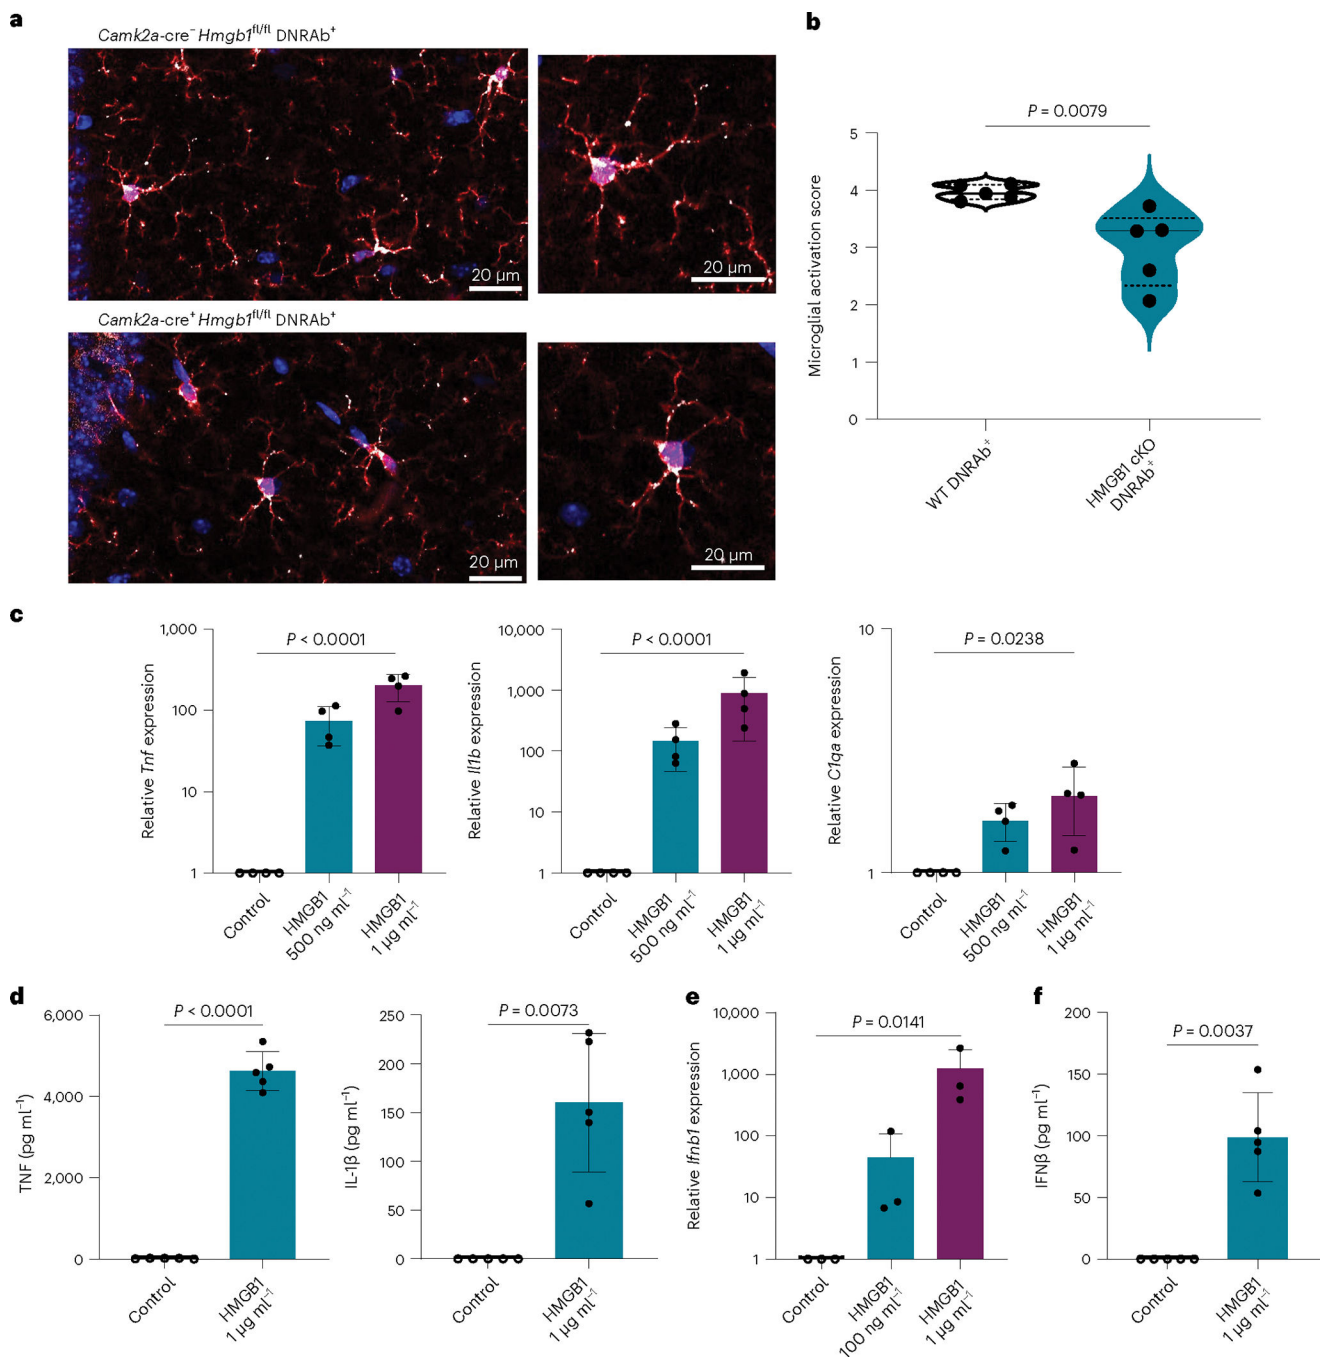 a
Camk2a-cre⁻ Hmgb1fl/fl DNRAb⁺
20 µm
20 µm
Camk2a-cre⁺ Hmgb1fl/fl DNRAb⁺
20 µm
20 µm
b
P = 0.0079
Microglial activation score
5
4
3
2
1
0
WT DNRAb⁺
HMGB1 cKO
DNRAb⁺
c
P < 0.0001
Relative Tnf expression
1,000
100
10
1
Control
HMGB1
500 ng ml⁻¹
HMGB1
1 µg ml⁻¹
P < 0.0001
Relative Il1b expression
10,000
1,000
100
10
1
Control
HMGB1
500 ng ml⁻¹
HMGB1
1 µg ml⁻¹
P = 0.0238
Relative C1qa expression
10
1
Control
HMGB1
500 ng ml⁻¹
HMGB1
1 µg ml⁻¹
d
P < 0.0001
TNF (pg ml⁻¹)
6,000
4,000
2,000
0
Control
HMGB1
1 µg ml⁻¹
P = 0.0073
IL-1β (pg ml⁻¹)
250
200
150
100
50
0
Control
HMGB1
1 µg ml⁻¹
e
P = 0.0141
Relative Ifnb1 expression
10,000
1,000
100
10
1
Control
HMGB1
100 ng ml⁻¹
HMGB1
1 µg ml⁻¹
f
P = 0.0037
IFNβ (pg ml⁻¹)
200
150
100
50
0
Control
HMGB1
1 µg ml⁻¹